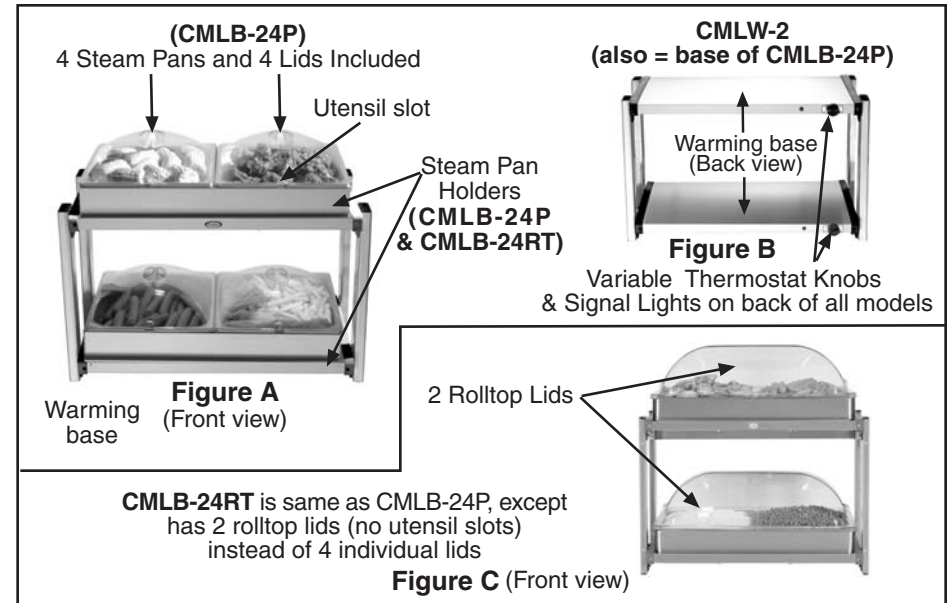 (CMLB-24P)
4 Steam Pans and 4 Lids Included
Utensil slot
Steam Pan
Holders
(CMLB-24P
& CMLB-24RT)
Figure A
(Front view)
Warming
base
CMLW-2
(also = base of CMLB-24P)
Warming base
(Back view)
Figure B
Variable Thermostat Knobs
& Signal Lights on back of all models
2 Rolltop Lids
CMLB-24RT is same as CMLB-24P, except
has 2 rolltop lids (no utensil slots)
instead of 4 individual lids
Figure C (Front view)